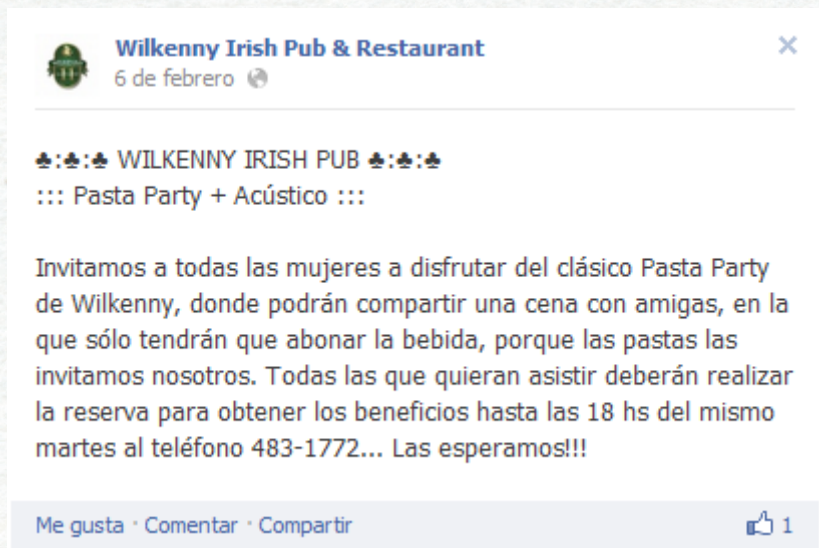 Wilkenny Irish Pub & Restaurant
6 de febrero
♣:♣:♣ WILKENNY IRISH PUB ♣:♣:♣
::: Pasta Party + Acústico :::
Invitamos a todas las mujeres a disfrutar del clásico Pasta Party
de Wilkenny, donde podrán compartir una cena con amigas, en la
que sólo tendrán que abonar la bebida, porque las pastas las
invitamos nosotros. Todas las que quieran asistir deberán realizar
la reserva para obtener los beneficios hasta las 18 hs del mismo
martes al teléfono 483-1772... Las esperamos!!!
Me gusta · Comentar · Compartir 1